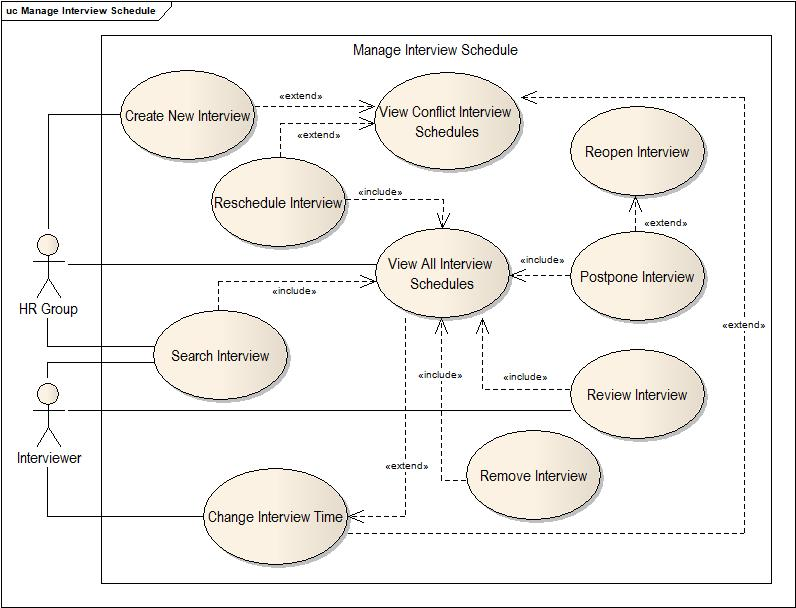 uc Manage Interview Schedule
Manage Interview Schedule
Create New Interview
«extend»
View Conflict Interview
Schedules
«extend»
Reopen Interview
Reschedule Interview
«include»
«extend»
HR Group
View All Interview
Schedules
«include»
Postpone Interview
«include»
«extend»
Search Interview
«include»
«include»
Review Interview
Interviewer
«extend»
Remove Interview
Change Interview Time